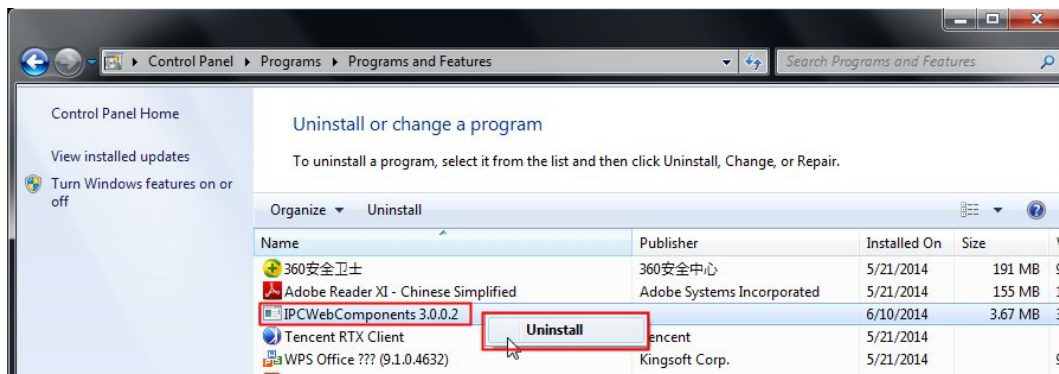 Control Panel ▸ Programs ▸ Programs and Features
Search Programs and Features
Control Panel Home
View installed updates
Turn Windows features on or
off
Uninstall or change a program
To uninstall a program, select it from the list and then click Uninstall, Change, or Repair.
Organize Uninstall
Name Publisher Installed On Size
360安全卫士 360安全中心 5/21/2014 191 MB
Adobe Reader XI - Chinese Simplified Adobe Systems Incorporated 5/21/2014 155 MB
IPCWebComponents 3.0.0.2 6/10/2014 3.67 MB
Uninstall
Tencent RTX Client 5/21/2014
WPS Office ??? (9.1.0.4632) Kingsoft Corp. 5/21/2014